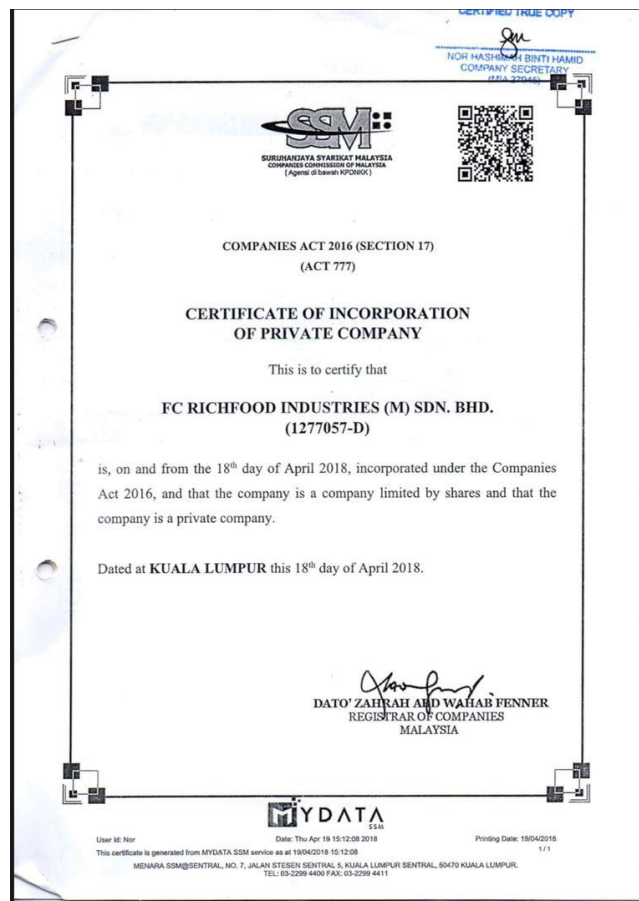 CERTIFIED TRUE COPY
NOR HASHIMAH BINTI HAMID
COMPANY SECRETARY
(MIA 37945)
SSM
SURUHANJAYA SYARIKAT MALAYSIA
COMPANIES COMMISSION OF MALAYSIA
(Agensi di bawah KPDNKK)
COMPANIES ACT 2016 (SECTION 17)
(ACT 777)
CERTIFICATE OF INCORPORATION
OF PRIVATE COMPANY
This is to certify that
FC RICHFOOD INDUSTRIES (M) SDN. BHD.
(1277057-D)
is, on and from the 18th day of April 2018, incorporated under the Companies
Act 2016, and that the company is a company limited by shares and that the
company is a private company.
Dated at KUALA LUMPUR this 18th day of April 2018.
DATO' ZAHRAH ABD WAHAB FENNER
REGISTRAR OF COMPANIES
MALAYSIA
MYDATA
SSM
User Id: Nor Date: Thu Apr 19 15:12:08 2018 Printing Date: 19/04/2018
This certificate is generated from MYDATA SSM service as at 19/04/2018 15:12:08 1/1
MENARA SSM@SENTRAL, NO. 7, JALAN STESEN SENTRAL 5, KUALA LUMPUR SENTRAL, 50470 KUALA LUMPUR.
TEL: 03-2299 4400 FAX: 03-2299 4411